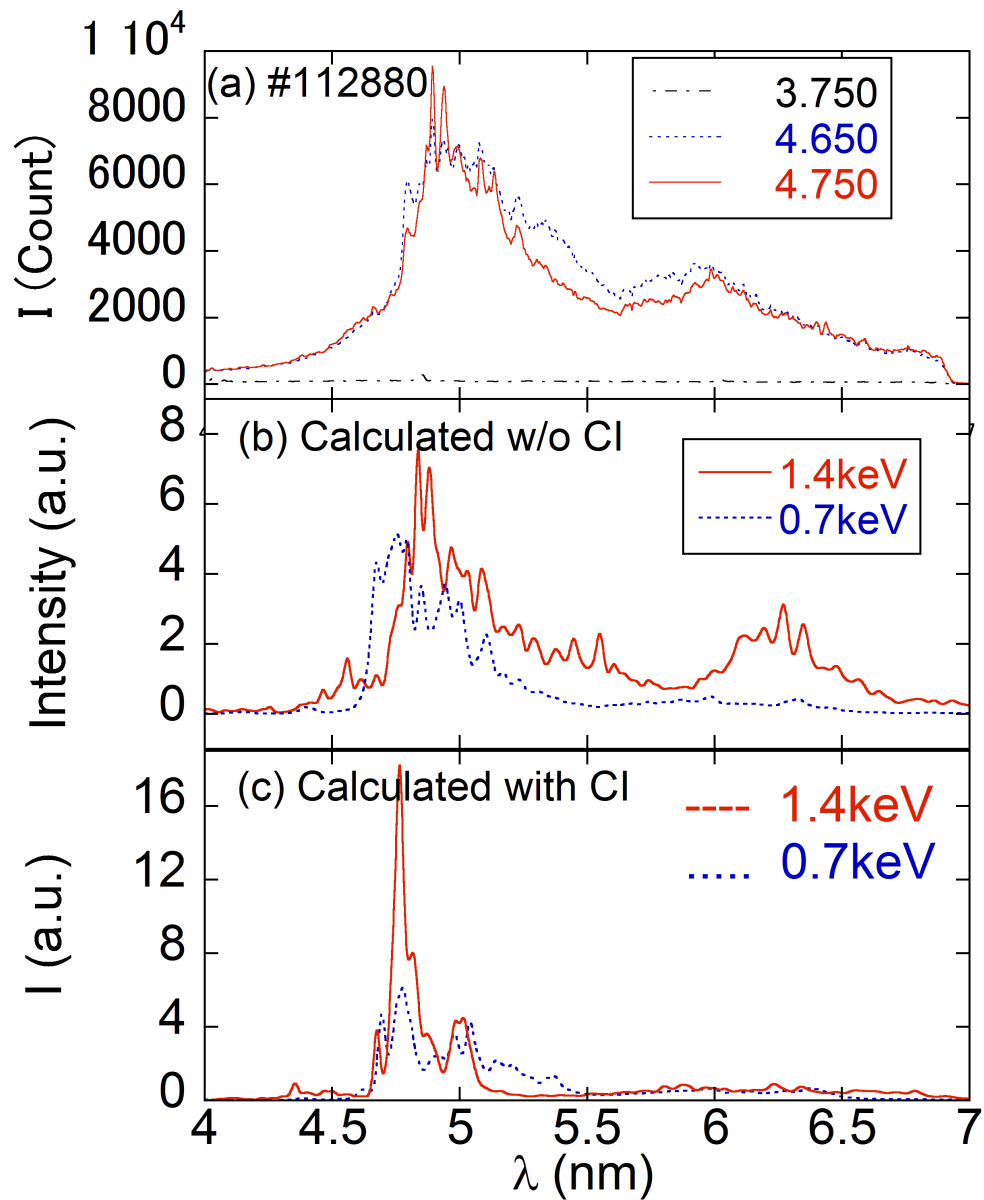 1 10⁴
(a) #112880
8000
6000
4000
2000
0
I (Count)
3.750
4.650
4.750
(b) Calculated w/o CI
8
6
4
2
0
Intensity (a.u.)
1.4keV
0.7keV
(c) Calculated with CI
16
12
8
4
0
I (a.u.)
1.4keV
0.7keV
4 4.5 5 5.5 6 6.5 7
λ (nm)